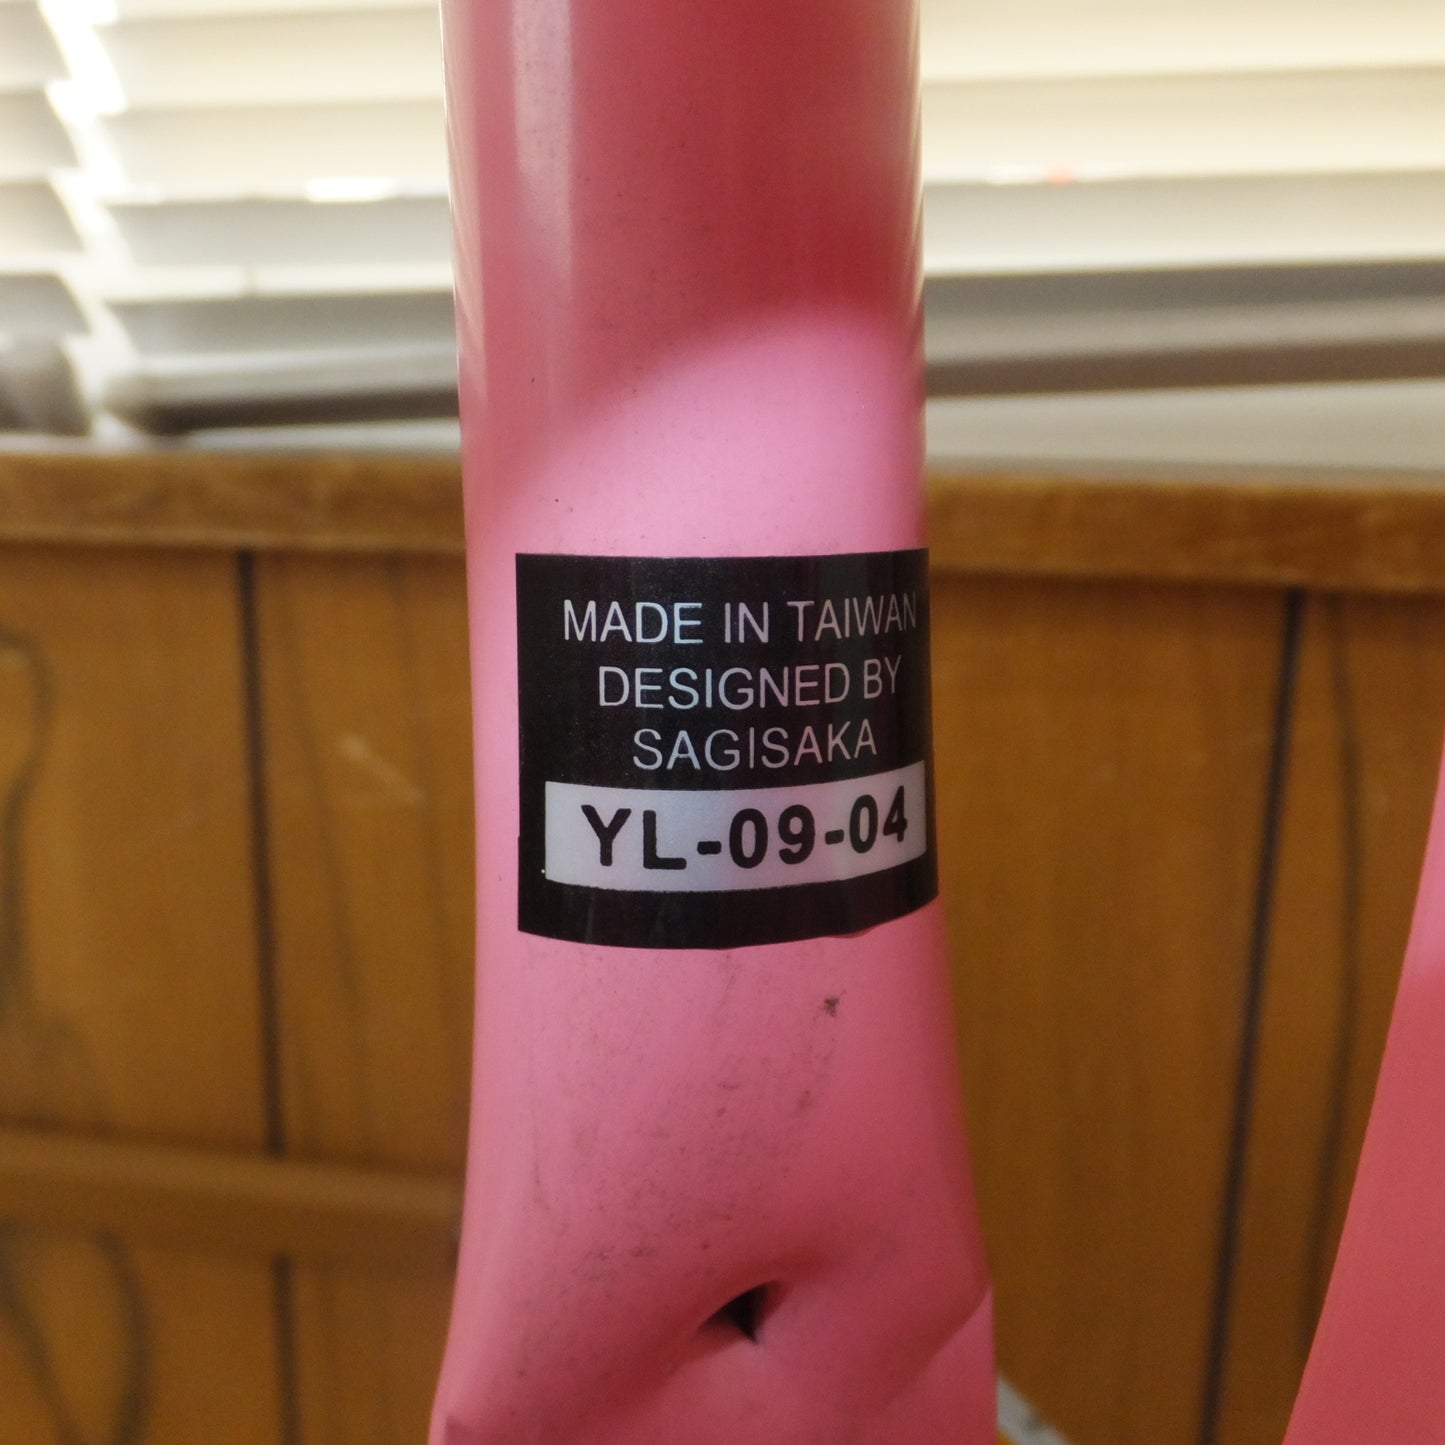 MADE IN TAIWAN
DESIGNED BY
SAGISAKA
YL-09-04